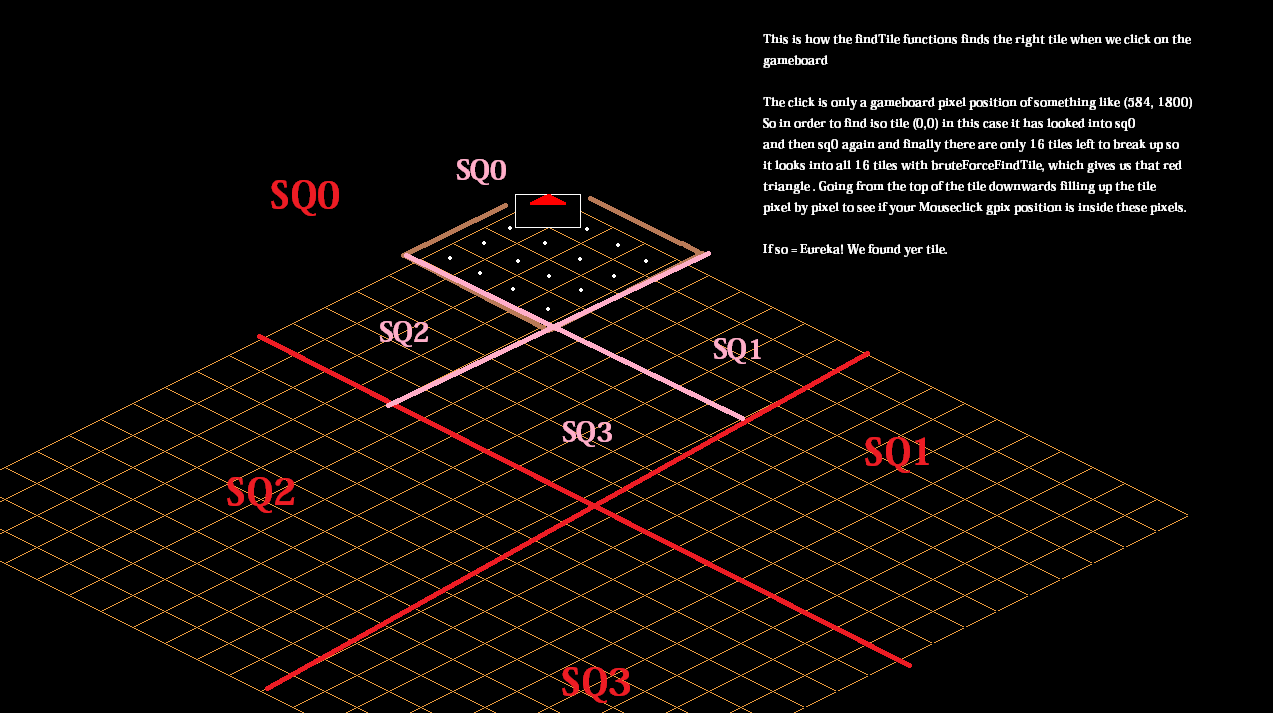 This is how the findTile functions finds the right tile when we click on the
gameboard
The click is only a gameboard pixel position of something like (584, 1800)
So in order to find iso tile (0,0) in this case it has looked into sq0
and then sq0 again and finally there are only 16 tiles left to break up so
it looks into all 16 tiles with bruteForceFindTile, which gives us that red
triangle . Going from the top of the tile downwards filling up the tile
pixel by pixel to see if your Mouseclick gpix position is inside these pixels.
If so = Eureka! We found yer tile.
SQ0
SQ0
SQ2
SQ1
SQ3
SQ1
SQ2
SQ3